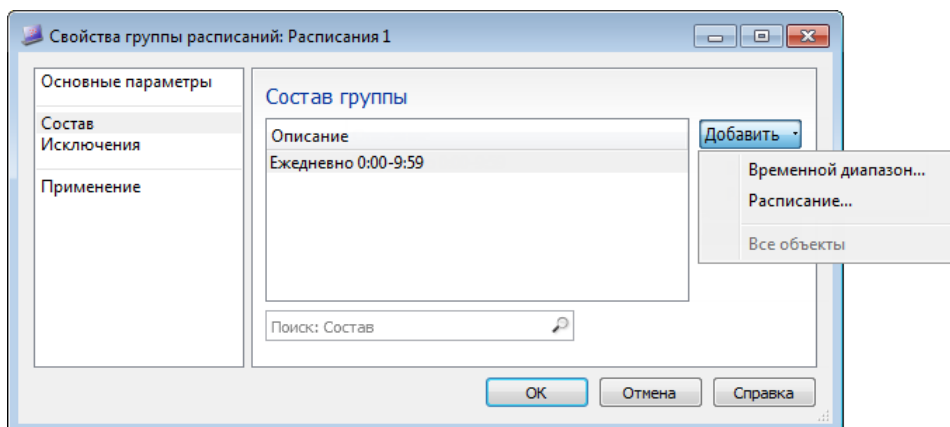 Свойства группы расписаний: Расписания 1
Основные параметры
Состав
Исключения
Применение
Состав группы
Описание
Ежедневно 0:00-9:59
Добавить
Временной диапазон...
Расписание...
Все объекты
Поиск: Состав
ОК
Отмена
Справка